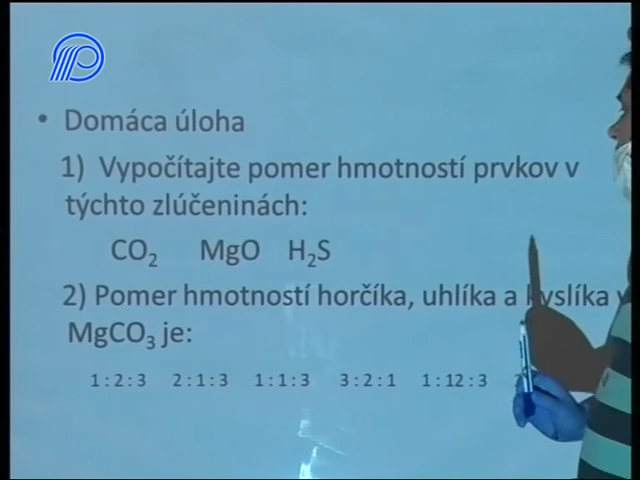 • Domáca úloha
1) Vypočítajte pomer hmotností prvkov v
týchto zlúčeninách:
CO₂ MgO H₂S
2) Pomer hmotností horčíka, uhlíka a kyslíka v
MgCO₃ je:
1 : 2 : 3 2 : 1 : 3 1 : 1 : 3 3 : 2 : 1 1 : 12 : 3